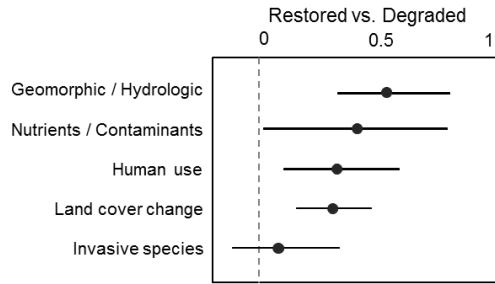 Restored vs. Degraded
0 0.5 1
Geomorphic / Hydrologic
Nutrients / Contaminants
Human use
Land cover change
Invasive species